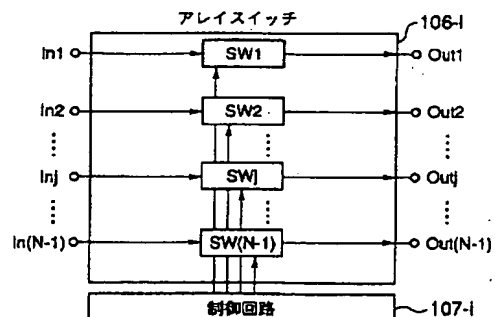 アレイスイッチ
106-i
In1 SW1 Out1
In2 SW2 Out2
Inj SWj Outj
In(N-1) SW(N-1) Out(N-1)
制御回路
107-i